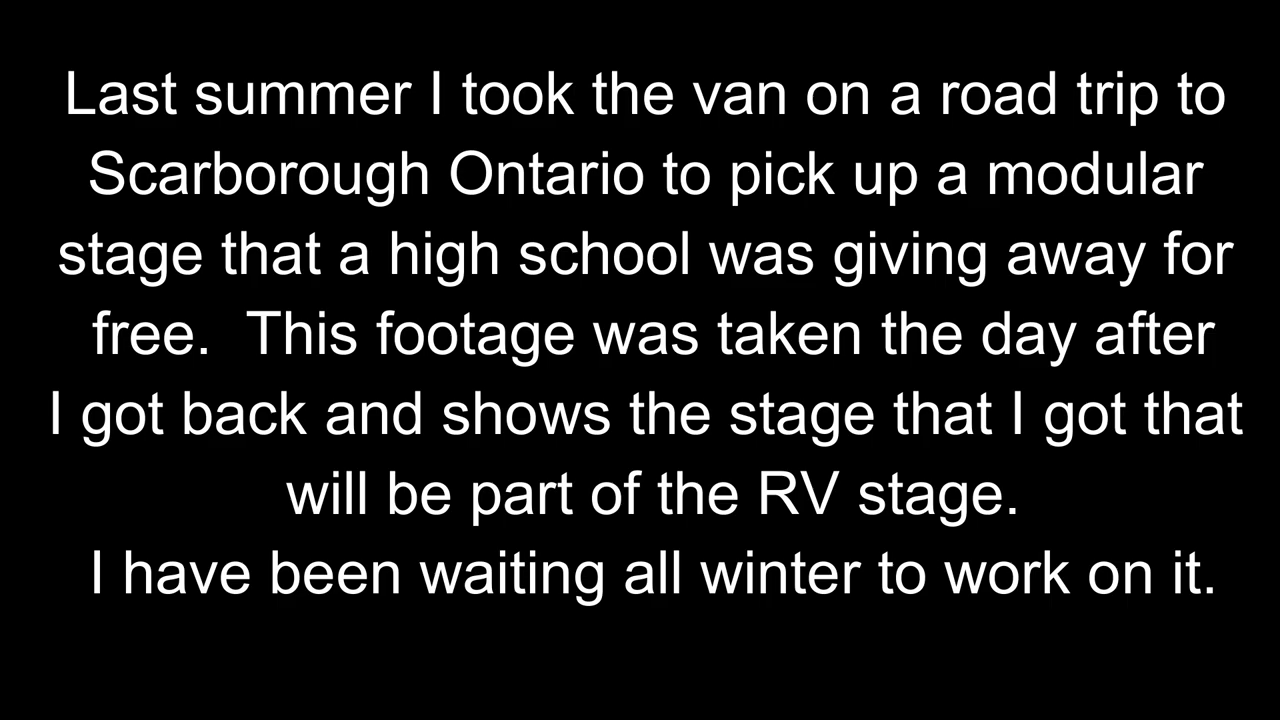 Last summer I took the van on a road trip to
Scarborough Ontario to pick up a modular
stage that a high school was giving away for
free.  This footage was taken the day after
I got back and shows the stage that I got that
will be part of the RV stage.
I have been waiting all winter to work on it.